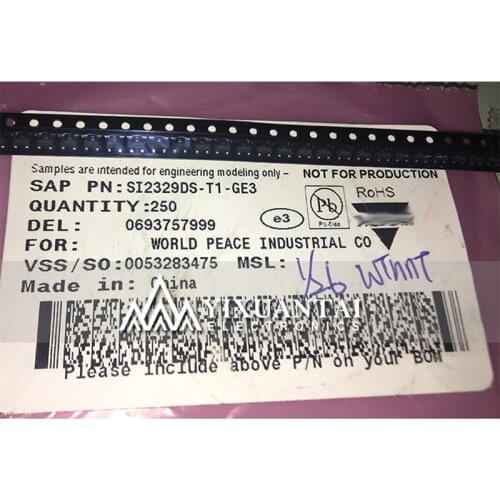 Samples are intended for engineering modeling only - NOT FOR PRODUCTION
SAP PN:SI2329DS-T1-GE3
QUANTITY:250
DEL: 0693757999
FOR: WORLD PEACE INDUSTRIAL CO
VSS/SO:0053283475 MSL:
Made in: China
e3
Pb
Pb-free
RoHS
YIXUANTAI
ELECTRONICS
Please include above P/N on your BOM